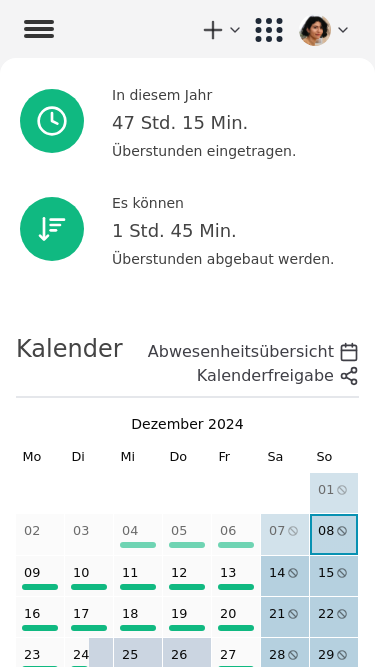 In diesem Jahr
47 Std. 15 Min.
Überstunden eingetragen.
Es können
1 Std. 45 Min.
Überstunden abgebaut werden.
Kalender
Abwesenheitsübersicht
Kalenderfreigabe
Dezember 2024
Mo Di Mi Do Fr Sa So
01
02 03 04 05 06 07 08
09 10 11 12 13 14 15
16 17 18 19 20 21 22
23 24 25 26 27 28 29